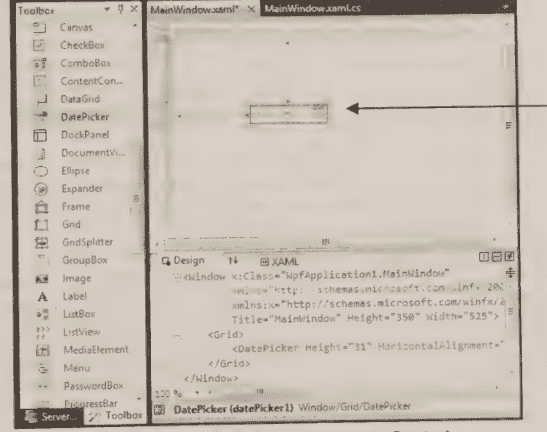 Toolbox
Canvas
CheckBox
ComboBox
ContentCon...
DataGrid
DatePicker
DockPanel
DocumentVi...
Ellipse
Expander
Frame
Grid
GridSplitter
GroupBox
Image
Label
ListBox
ListView
MediaElement
Menu
PasswordBox
ProgressBar
Server...
Toolbox
MainWindow.xaml*
MainWindow.xaml.cs
Design
XAML
<Window x:Class="WpfApplication1.MainWindow"
xmlns:x="http://schemas.microsoft.com/winfx/2
Title="MainWindow" Height="350" Width="525">
<Grid>
<DatePicker Height="31" HorizontalAlignment="
</Grid>
</Window>
100 %
DatePicker (datePicker1) Window/Grid/DatePicker